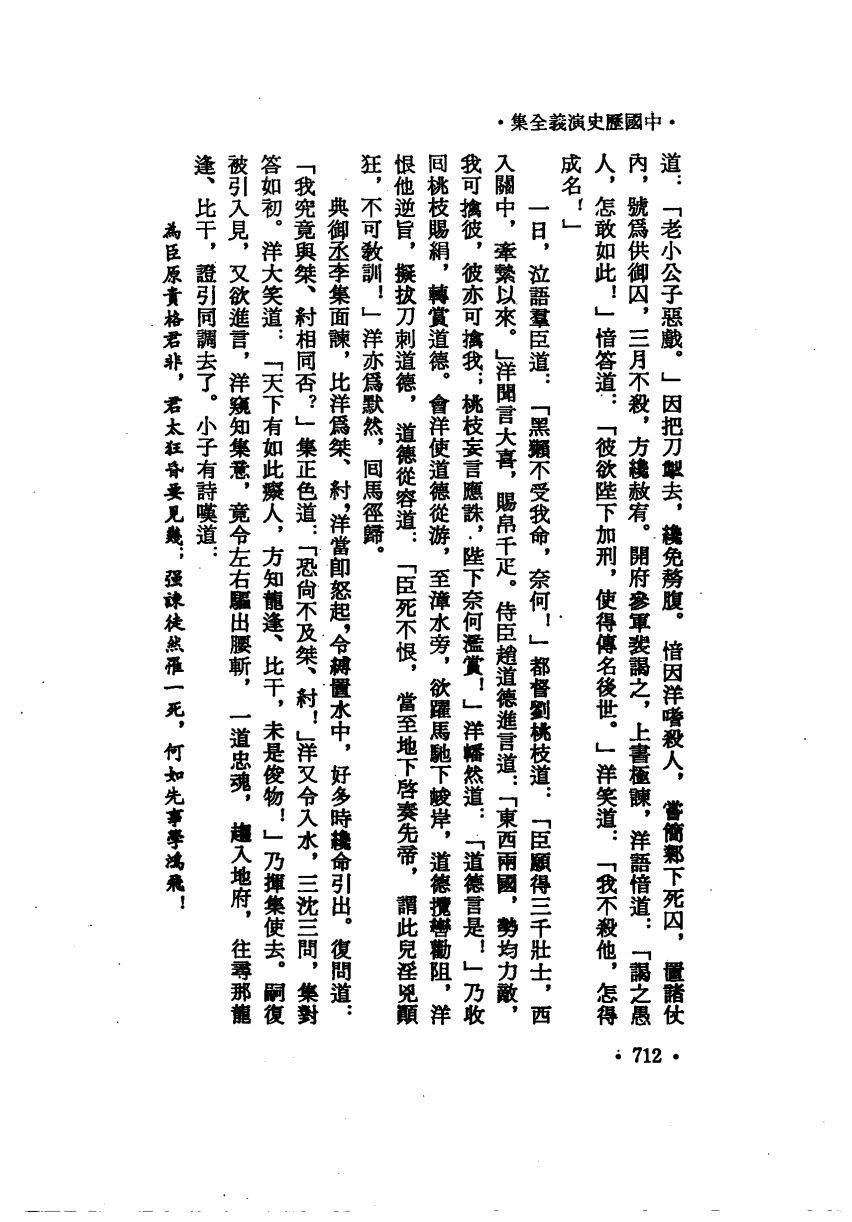 •中國歷史演義全集•
道：「老小公子惡戲。」因把刀掣去，纔免剺腹。愔因洋嗜殺人，嘗簡鄴下死囚，置諸仗
內，號爲供御囚，三月不殺，方纔赦宥。開府參軍裴謁之，上書極諫，洋語愔道：「謁之愚
人，怎敢如此！」愔答道：「彼欲陛下加刑，使得傳名後世。」洋笑道：「我不殺他，怎得
成名！」
一日，泣語羣臣道：「黑獺不受我命，奈何！」都督劉桃枝道：「臣願得三千壯士，西
入關中，牽繫以來。」洋聞言大喜，賜帛千疋。侍臣趙道德進言道：「東西兩國，勢均力敵，
我可擒彼，彼亦可擒我；桃枝妄言應誅，陛下奈何濫賞！」洋幡然道：「道德言是！」乃收
回桃枝賜絹，轉賞道德。會洋使道德從游，至漳水旁，欲躍馬馳下峻岸，道德攬轡勸阻，洋
恨他逆旨，擬拔刀刺道德，道德從容道：「臣死不恨，當至地下啓奏先帝，謂此兒淫兇顚
狂，不可敎訓！」洋亦爲默然，回馬徑歸。
典御丞李集面諫，比洋爲桀、紂，洋當卽怒起，令縛置水中，好多時纔命引出。復問道：
「我究竟與桀、紂相同否？」集正色道：「恐尙不及桀、紂！」洋又令入水，三沈三問，集對
答如初。洋大笑道：「天下有如此癡人，方知龍逢、比干，未是俊物！」乃揮集使去。嗣復
被引入見，又欲進言，洋窺知集意，竟令左右驅出腰斬，一道忠魂，趨入地府，往尋那龍
逢、比干，證引同調去了。小子有詩嘆道：
爲臣原貴格君非，君太狂昏要見幾；强諫徒然罹一死，何如先事學鴻飛！
•712•